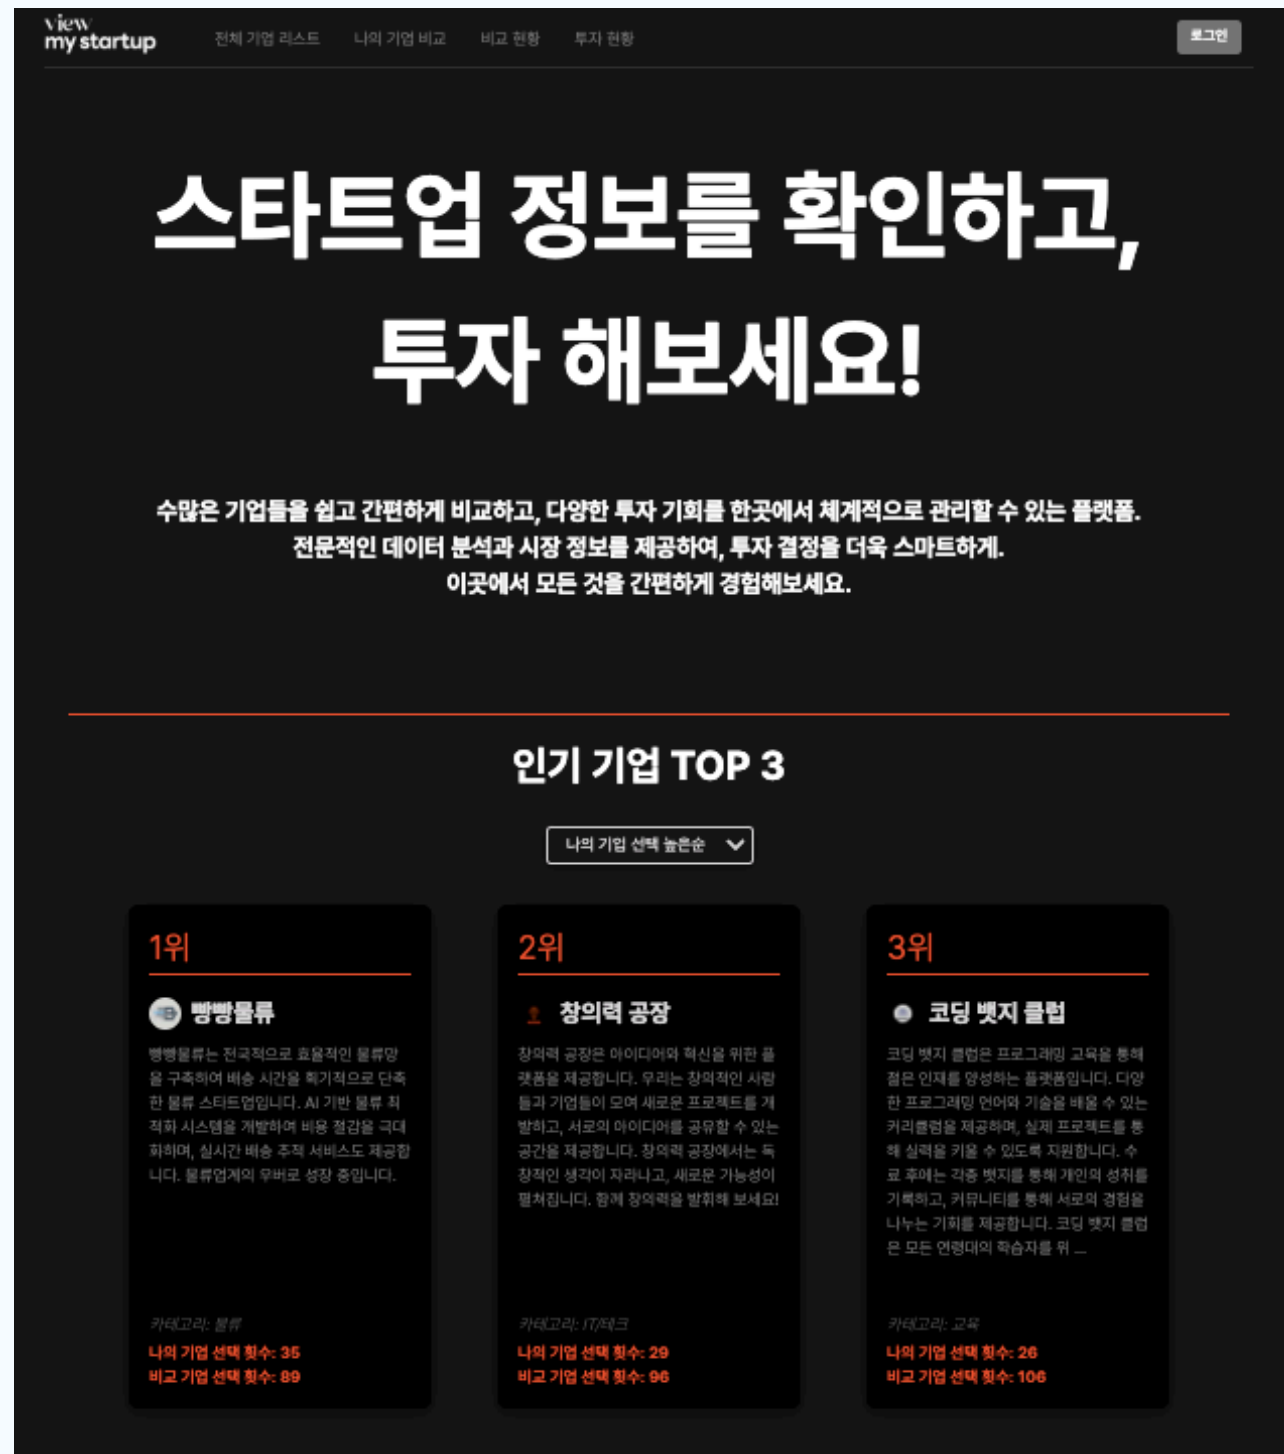 view
my startup
전체 기업 리스트
나의 기업 비교
비교 현황
투자 현황
로그인
스타트업 정보를 확인하고,
투자 해보세요!
수많은 기업들을 쉽고 간편하게 비교하고, 다양한 투자 기회를 한곳에서 체계적으로 관리할 수 있는 플랫폼.
전문적인 데이터 분석과 시장 정보를 제공하여, 투자 결정을 더욱 스마트하게.
이곳에서 모든 것을 간편하게 경험해보세요.
인기 기업 TOP 3
나의 기업 선택 높은순
1위
빵빵물류
빵빵물류는 전국적으로 효율적인 물류망
을 구축하여 배송 시간을 획기적으로 단축
한 물류 스타트업입니다. AI 기반 물류 최
적화 시스템을 개발하여 비용 절감을 극대
화하며, 실시간 배송 추적 서비스도 제공합
니다. 물류업계의 우버로 성장 중입니다.
카테고리: 물류
나의 기업 선택 횟수: 35
비교 기업 선택 횟수: 89
2위
창의력 공장
창의력 공장은 아이디어와 혁신을 위한 플
랫폼을 제공합니다. 우리는 창의적인 사람
들과 기업들이 모여 새로운 프로젝트를 개
발하고, 서로의 아이디어를 공유할 수 있는
공간을 제공합니다. 창의력 공장에서는 독
창적인 생각이 자라나고, 새로운 가능성이
펼쳐집니다. 함께 창의력을 발휘해 보세요!
카테고리: IT/테크
나의 기업 선택 횟수: 29
비교 기업 선택 횟수: 96
3위
코딩 뱃지 클럽
코딩 뱃지 클럽은 프로그래밍 교육을 통해
젊은 인재를 양성하는 플랫폼입니다. 다양
한 프로그래밍 언어와 기술을 배울 수 있는
커리큘럼을 제공하며, 실제 프로젝트를 통
해 실력을 키울 수 있도록 지원합니다. 수
료 후에는 각종 뱃지를 통해 개인의 성취를
기록하고, 커뮤니티를 통해 서로의 경험을
나누는 기회를 제공합니다. 코딩 뱃지 클럽
은 모든 연령대의 학습자를 위 ...
카테고리: 교육
나의 기업 선택 횟수: 26
비교 기업 선택 횟수: 106